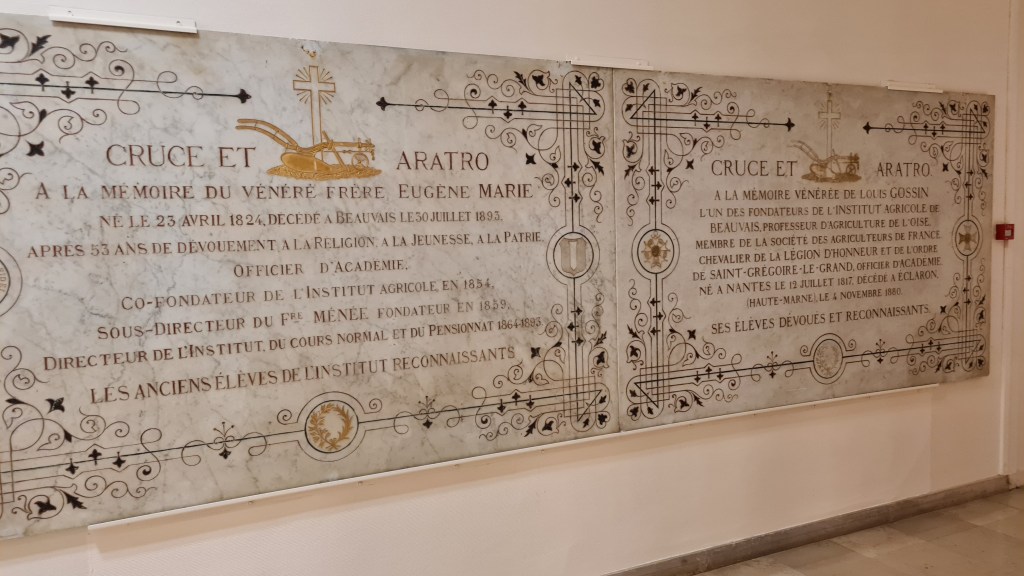 CRUCE ET ARATRO
A LA MÉMOIRE DU VÉNÉRÉ FRÈRE EUGÈNE MARIE
NÉ LE 23 AVRIL 1824, DÉCÉDÉ A BEAUVAIS LE 30 JUILLET 1893.
APRÈS 53 ANS DE DÉVOUEMENT A LA RELIGION, A LA JEUNESSE, A LA PATRIE,
OFFICIER D'ACADÉMIE.
CO-FONDATEUR DE L'INSTITUT AGRICOLE EN 1854,
SOUS-DIRECTEUR DU FRE MÉNÉE FONDATEUR EN 1859,
DIRECTEUR DE L'INSTITUT, DU COURS NORMAL ET DU PENSIONNAT 1864-1893
LES ANCIENS ÉLÈVES DE L'INSTITUT RECONNAISSANTS
CRUCE ET ARATRO
A LA MÉMOIRE VÉNÉRÉE DE LOUIS GOSSIN
L'UN DES FONDATEURS DE L'INSTITUT AGRICOLE DE
BEAUVAIS, PROFESSEUR D'AGRICULTURE DE L'OISE,
MEMBRE DE LA SOCIÉTÉ DES AGRICULTEURS DE FRANCE
CHEVALIER DE LA LÉGION D'HONNEUR ET DE L'ORDRE
DE SAINT-GRÉGOIRE-LE-GRAND, OFFICIER D'ACADÉMIE
NÉ A NANTES LE 12 JUILLET 1817, DÉCÉDÉ A ÉCLARON,
(HAUTE-MARNE), LE 4 NOVEMBRE 1880.
SES ÉLÈVES DÉVOUÉS ET RECONNAISSANTS